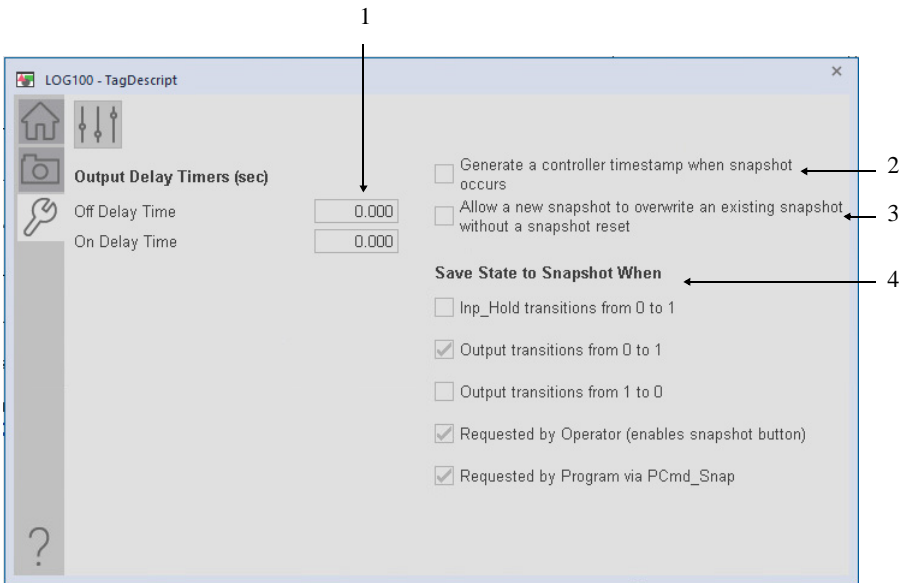 1
LOG100 - TagDescript
×
Output Delay Timers (sec)
Off Delay Time 0.000
On Delay Time 0.000
Generate a controller timestamp when snapshot
occurs
2
Allow a new snapshot to overwrite an existing snapshot
without a snapshot reset
3
Save State to Snapshot When
4
Inp_Hold transitions from 0 to 1
Output transitions from 0 to 1
Output transitions from 1 to 0
Requested by Operator (enables snapshot button)
Requested by Program via PCmd_Snap
?